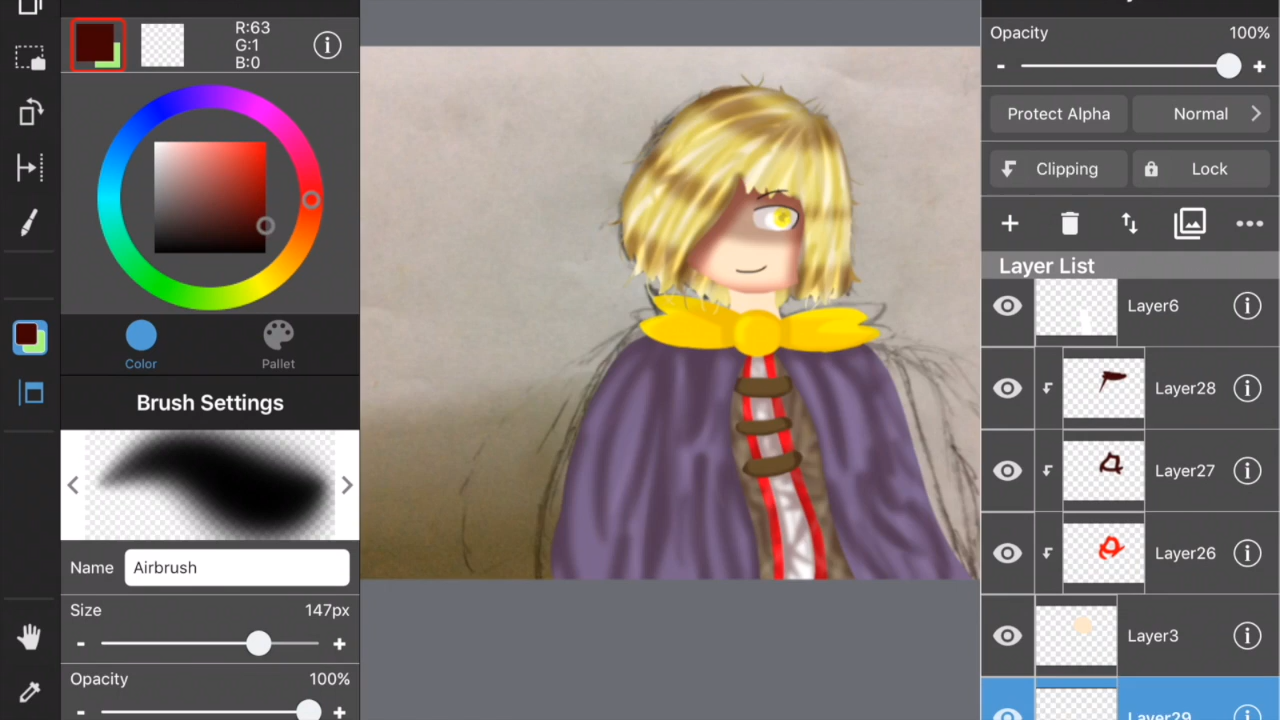 R:63
G:1
B:0
Color
Pallet
Brush Settings
Name
Airbrush
Size
147px
-
+
Opacity
100%
-
+
Opacity
100%
-
+
Protect Alpha
Normal
Clipping
Lock
Layer List
Layer6
Layer28
Layer27
Layer26
Layer3
Layer29